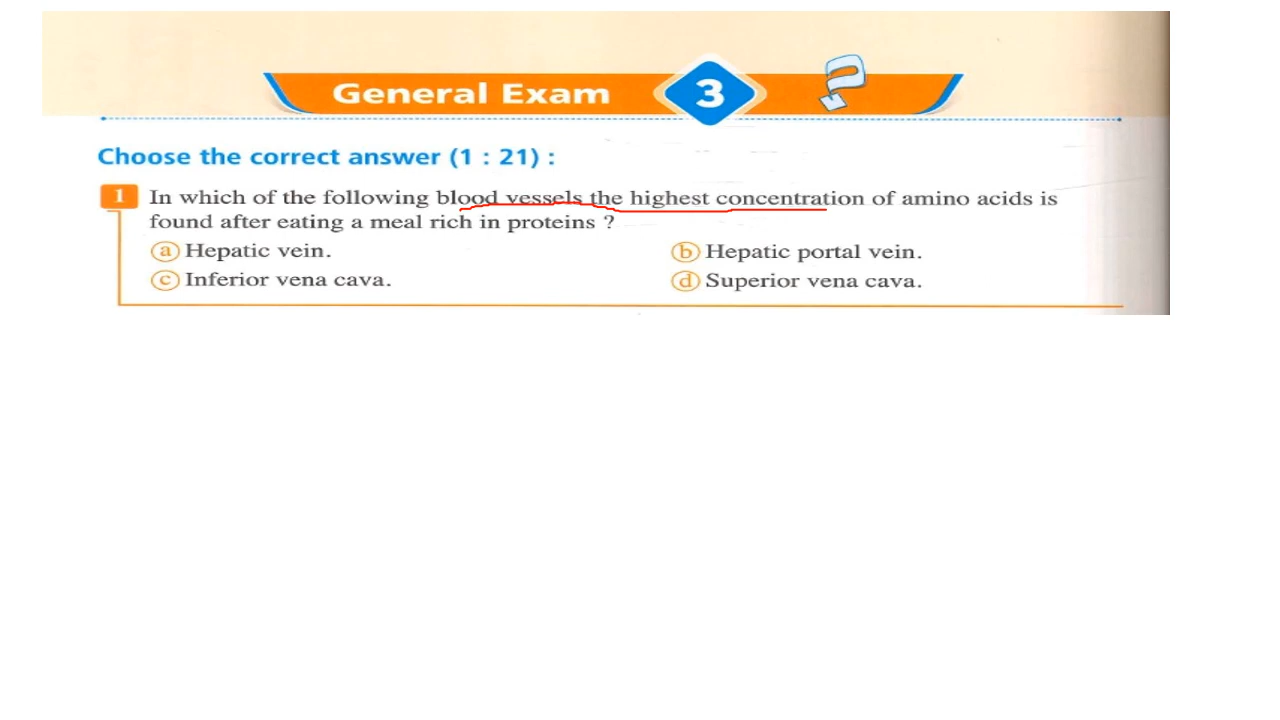 General Exam 3 ?
Choose the correct answer (1 : 21) :
1 In which of the following blood vessels the highest concentration of amino acids is
found after eating a meal rich in proteins ?
a Hepatic vein. b Hepatic portal vein.
c Inferior vena cava. d Superior vena cava.